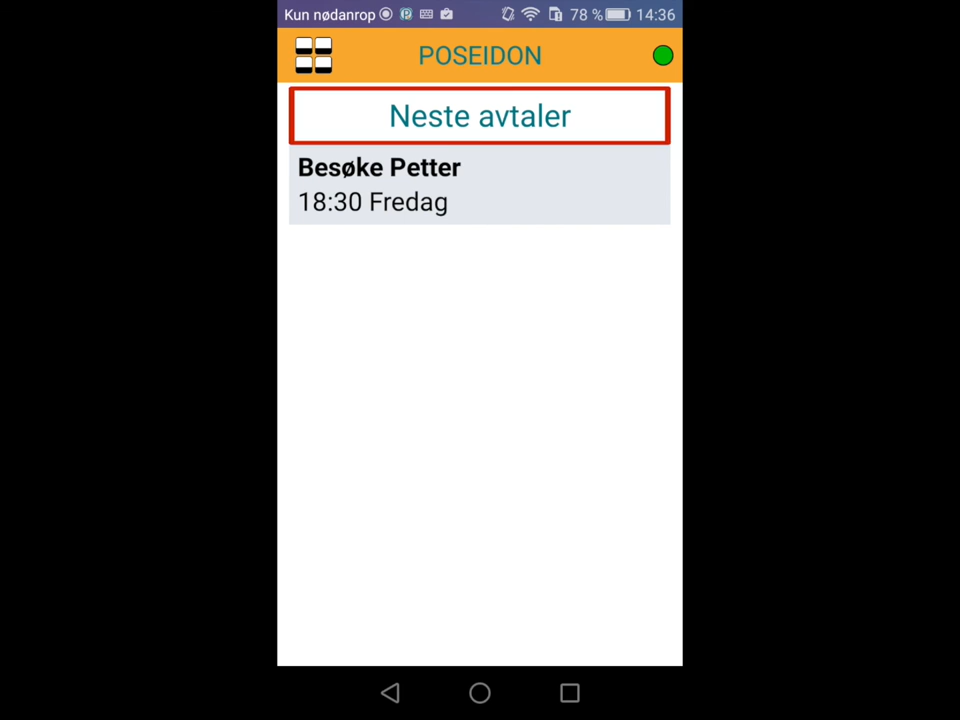 Kun nødanrop 78 % 14:36
POSEIDON
Neste avtaler
Besøke Petter
18:30 Fredag